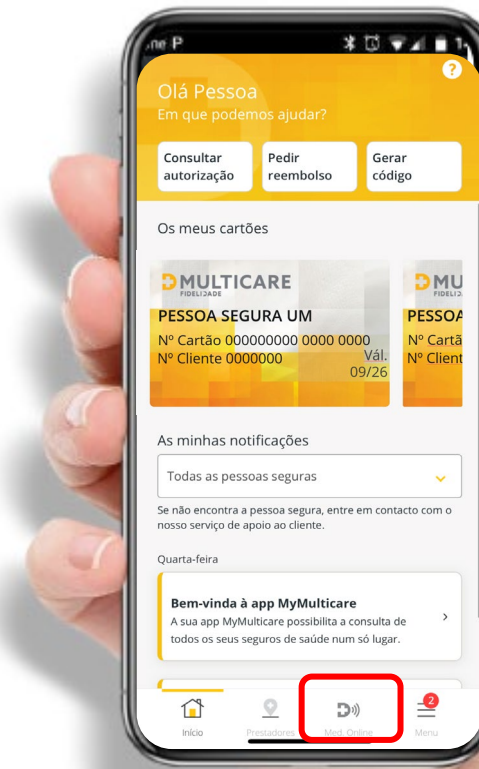 ne P
?
Olá Pessoa
Em que podemos ajudar?
Consultar
autorização
Pedir
reembolso
Gerar
código
Os meus cartões
MULTICARE
FIDELIDADE
PESSOA SEGURA UM
Nº Cartão 000000000 0000 0000
Nº Cliente 0000000
Vál.
09/26
MU
FIDELID
PESSOA
Nº Cartã
Nº Client
As minhas notificações
Todas as pessoas seguras
Se não encontra a pessoa segura, entre em contacto com o
nosso serviço de apoio ao cliente.
Quarta-feira
Bem-vinda à app MyMulticare
A sua app MyMulticare possibilita a consulta de
todos os seus seguros de saúde num só lugar.
Início
Prestadores
Med. Online
2
Menu